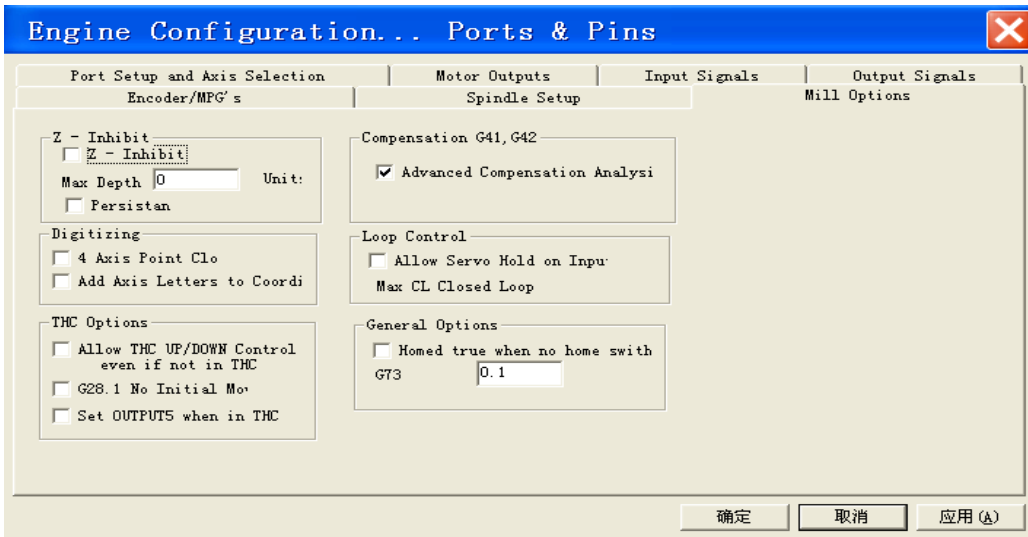 Engine Configuration... Ports & Pins
Port Setup and Axis Selection
Motor Outputs
Input Signals
Output Signals
Encoder/MPG's
Spindle Setup
Mill Options
Z - Inhibit
Z - Inhibit
Max Depth 0 Unit:
Persistan
Digitizing
4 Axis Point Clo
Add Axis Letters to Coordi
THC Options
Allow THC UP/DOWN Control
even if not in THC
G28.1 No Initial Mo
Set OUTPUT5 when in THC
Compensation G41,G42
Advanced Compensation Analysi
Loop Control
Allow Servo Hold on Inpu
Max CL Closed Loop
General Options
Homed true when no home swith
G73 0.1
确定
取消
应用(A)